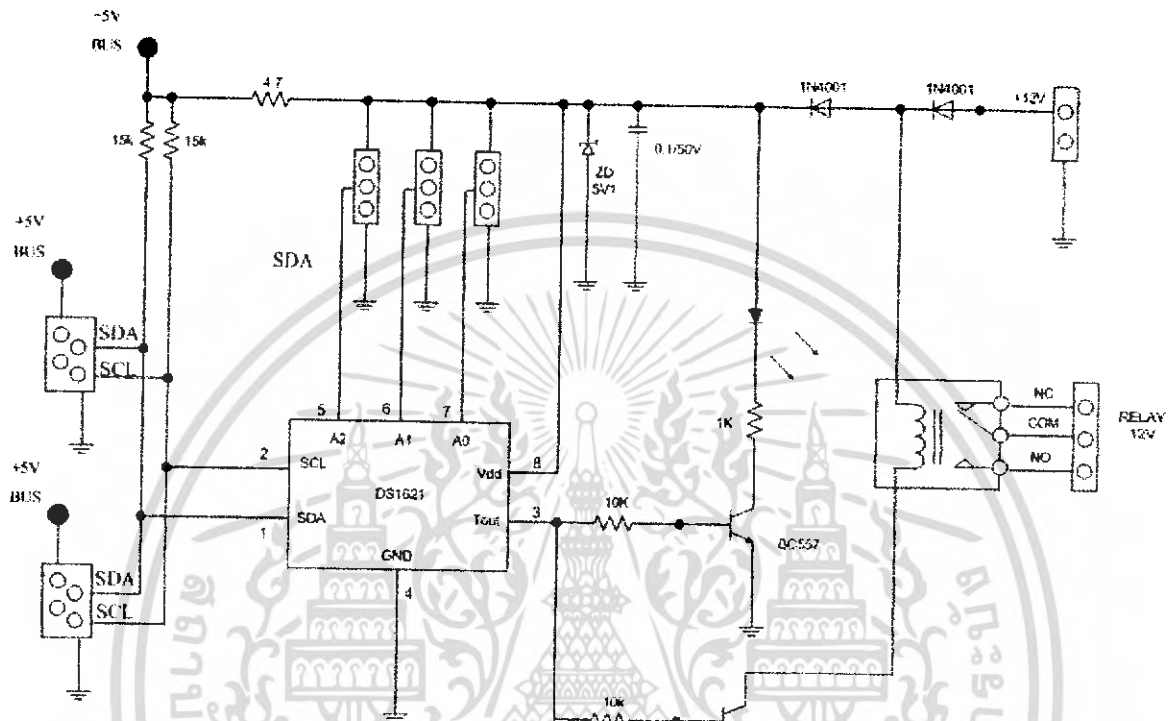 ~5V
BUS
4.7
1N4001
1N4001
+12V
15k
15k
0.1/50V
ZD
5V1
+5V
BUS
SDA
SDA
SCL
NC
COM
NO
RELAY
12V
1K
5
6
7
A2
A1
A0
2
SCL
Vdd
8
+5V
BUS
DS1621
10K
SDA
Tout
3
1
BC557
GND
4
SDA
SCL
10k